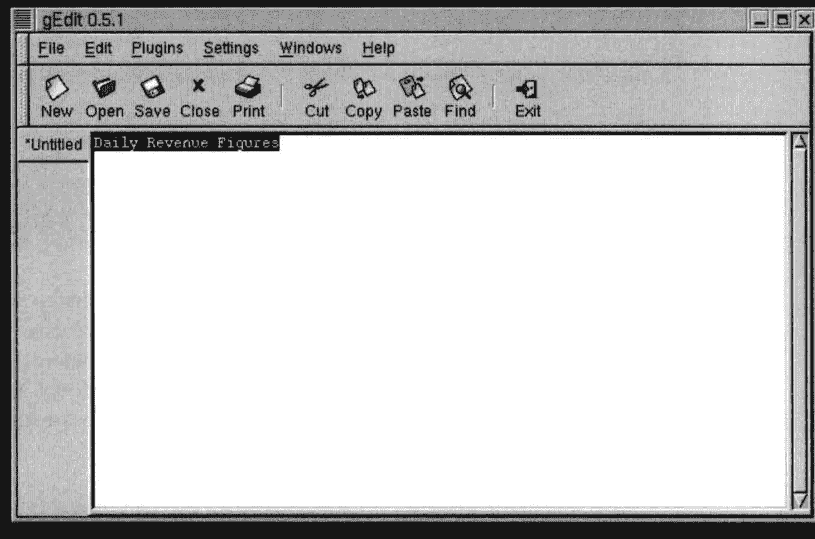 gEdit 0.5.1
File Edit Plugins Settings Windows Help
New Open Save Close Print Cut Copy Paste Find Exit
*Untitled Daily Revenue Figures